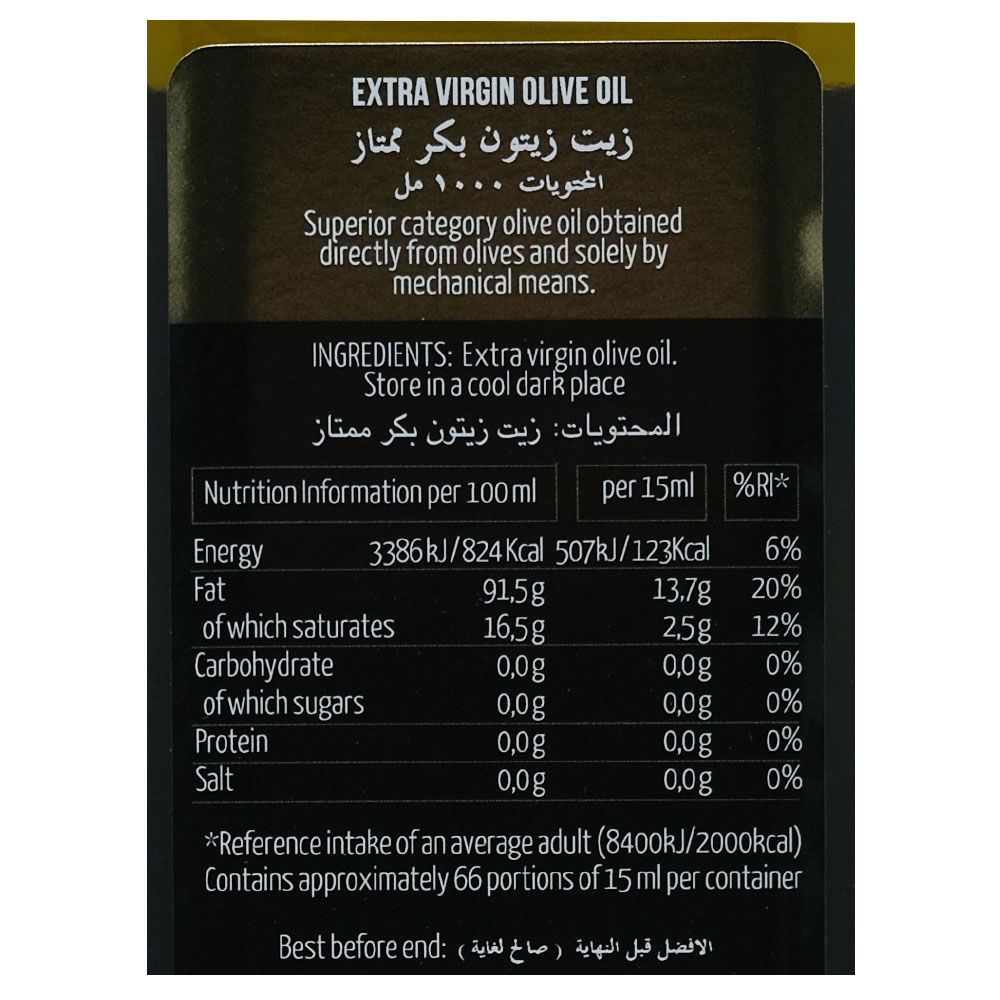 EXTRA VIRGIN OLIVE OIL
زيت زيتون بكر ممتاز
المحتويات ١٠٠٠ مل
Superior category olive oil obtained
directly from olives and solely by
mechanical means.
INGREDIENTS: Extra virgin olive oil.
Store in a cool dark place
المحتويات: زيت زيتون بكر ممتاز
Nutrition Information per 100 ml per 15ml %RI*
Energy 3386 kJ/824 Kcal 507kJ/123Kcal 6%
Fat 91,5g 13,7g 20%
of which saturates 16,5g 2,5g 12%
Carbohydrate 0,0g 0,0g 0%
of which sugars 0,0g 0,0g 0%
Protein 0,0g 0,0g 0%
Salt 0,0g 0,0g 0%
*Reference intake of an average adult (8400kJ/2000kcal)
Contains approximately 66 portions of 15 ml per container
Best before end: الافضل قبل النهاية ( صالح لغاية )